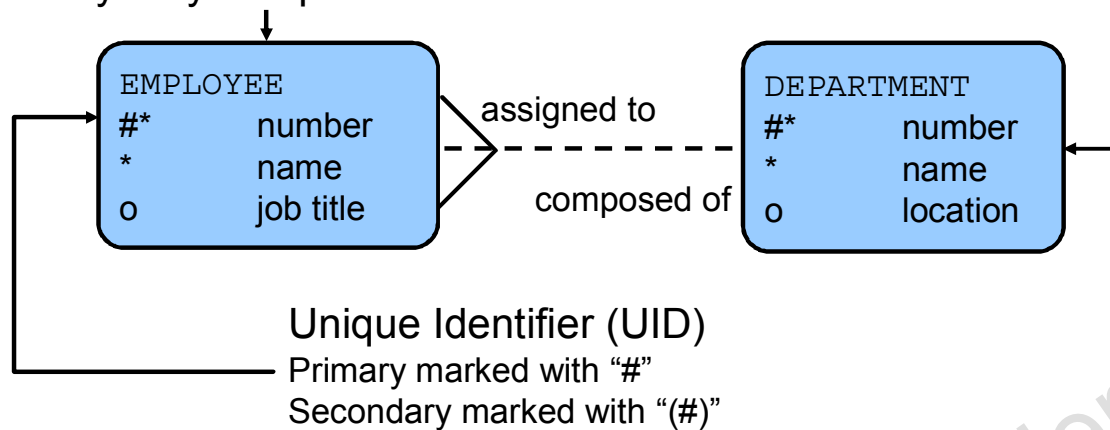 EMPLOYEE
#* number
* name
o job title
assigned to
composed of
DEPARTMENT
#* number
* name
o location
Unique Identifier (UID)
Primary marked with “#”
Secondary marked with “(#)”